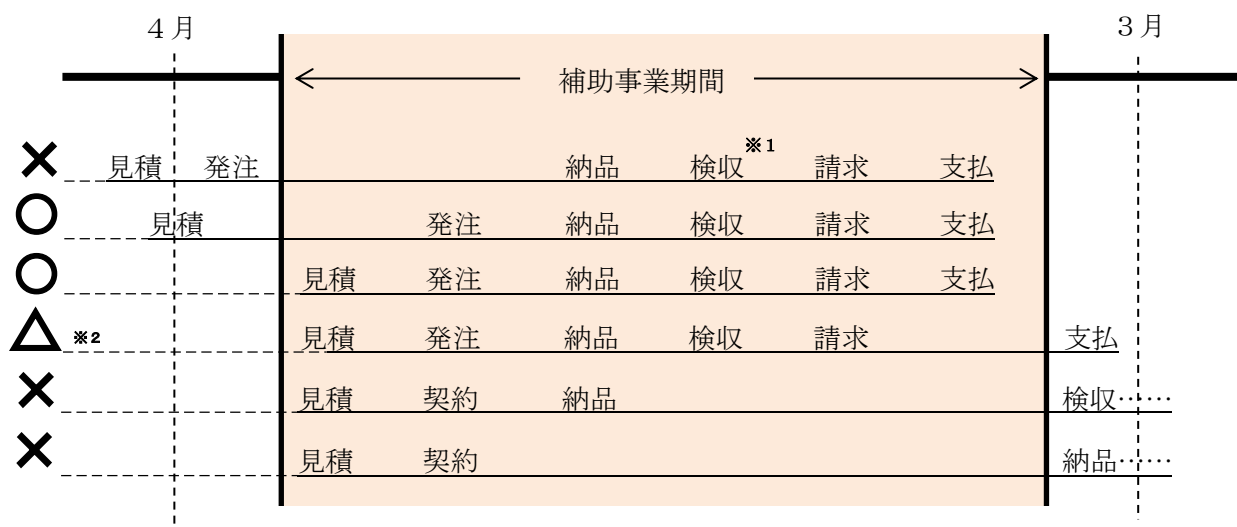 ４月
３月
補助事業期間
× 見積 発注 納品 検収※1 請求 支払
○ 見積 発注 納品 検収 請求 支払
○ 見積 発注 納品 検収 請求 支払
△ ※2 見積 発注 納品 検収 請求 支払
× 見積 契約 納品 検収……
× 見積 契約 納品……